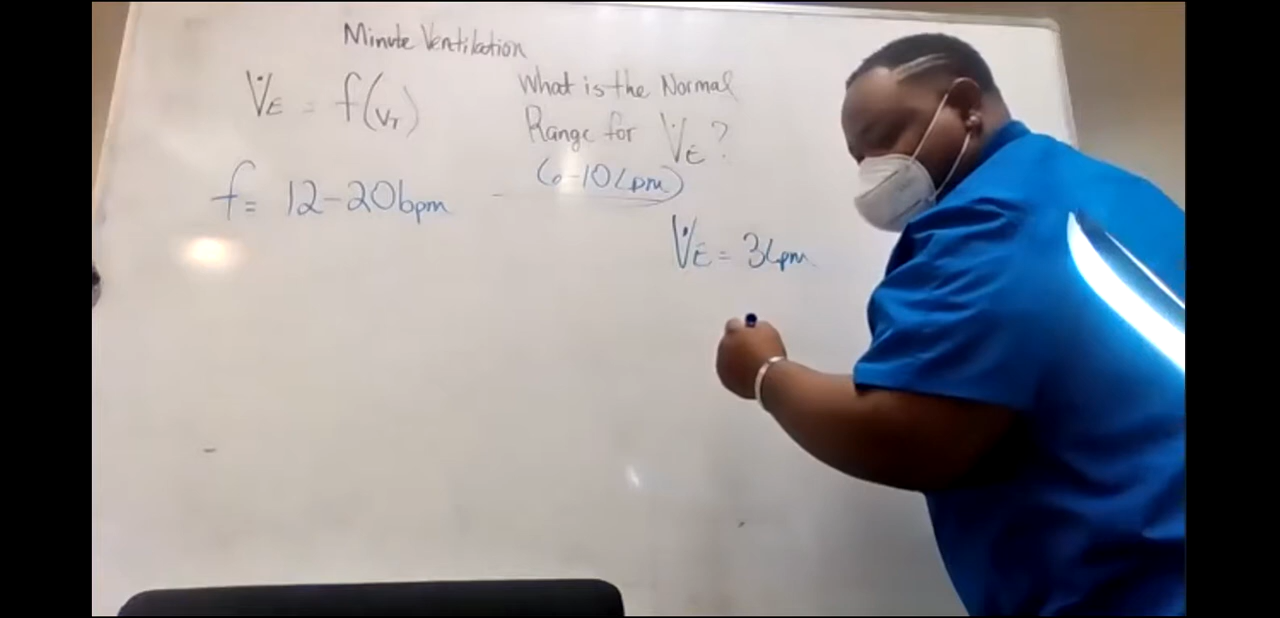 Minute Ventilation
V̇E = f(VT)
What is the Normal
Range for V̇E?
(6-10Lpm)
f= 12-20bpm
V̇E = 3Lpm